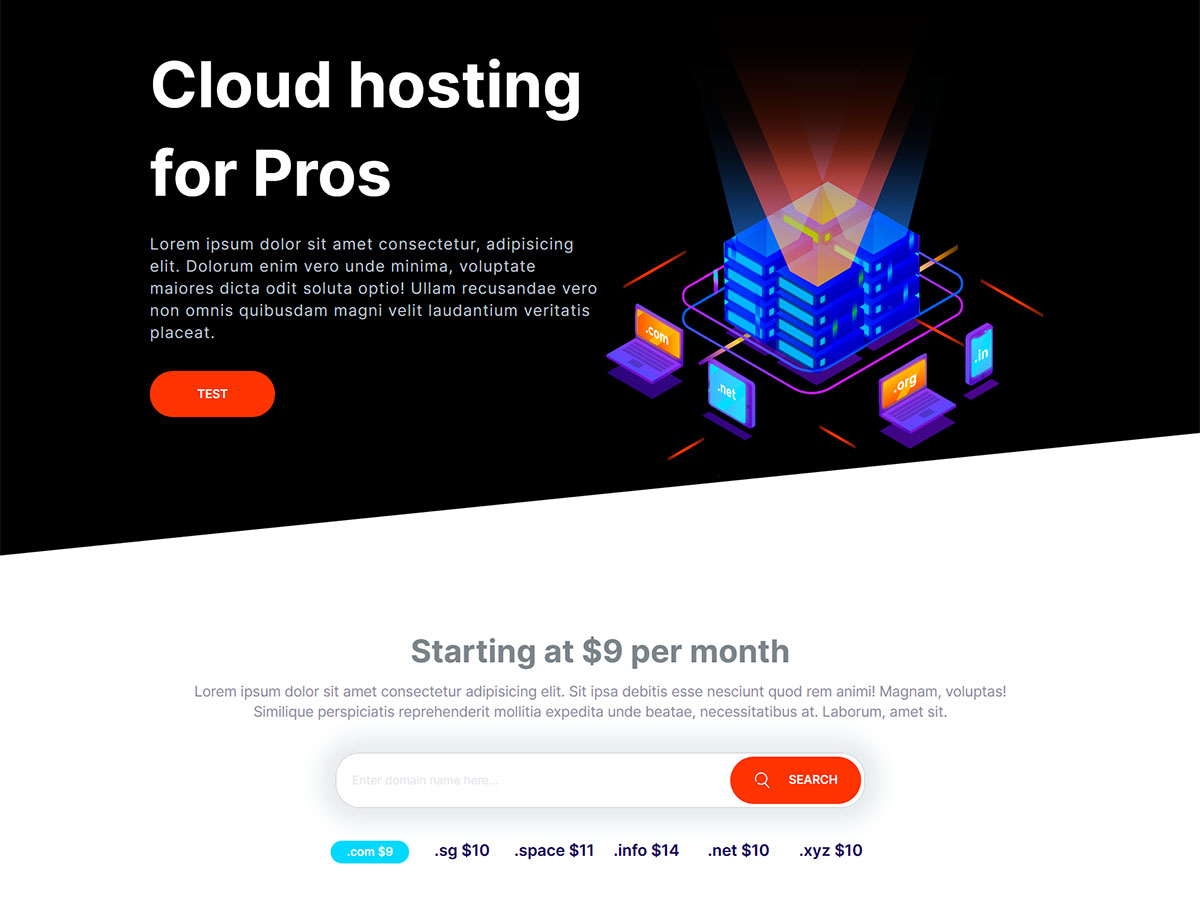 Cloud hosting
for Pros
Lorem ipsum dolor sit amet consectetur, adipisicing
elit. Dolorum enim vero unde minima, voluptate
maiores dicta odit soluta optio! Ullam recusandae vero
non omnis quibusdam magni velit laudantium veritatis
placeat.
TEST
.com
.net
.org
.in
Starting at $9 per month
Lorem ipsum dolor sit amet consectetur adipisicing elit. Sit ipsa debitis esse nesciunt quod rem animi! Magnam, voluptas!
Similique perspiciatis reprehenderit mollitia expedita unde beatae, necessitatibus at. Laborum, amet sit.
Enter domain name here...
SEARCH
.com $9 .sg $10 .space $11 .info $14 .net $10 .xyz $10